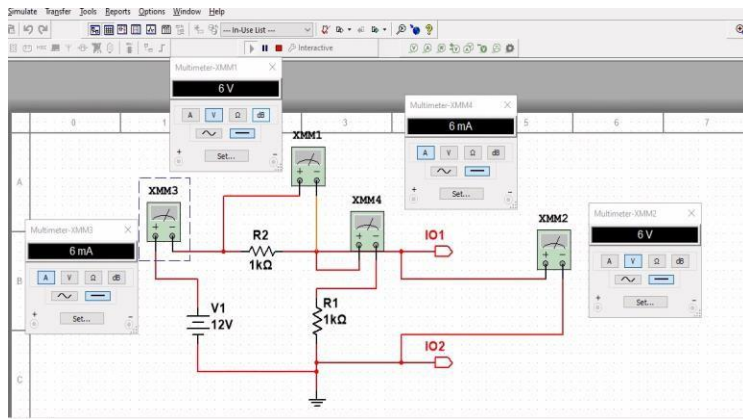 Simulate Transfer Tools Reports Options Window Help
--- In-Use List ---
Interactive
Multimeter-XMM1
6 V
A V Ω dB
+ Set... -
Multimeter-XMM4
6 mA
A V Ω dB
+ Set... -
Multimeter-XMM3
6 mA
A V Ω dB
+ Set... -
Multimeter-XMM2
6 V
A V Ω dB
+ Set... -
0 1 3 5 6 7
A
B
C
XMM1
XMM3
XMM4
XMM2
R2
1kΩ
IO1
V1
12V
R1
1kΩ
IO2